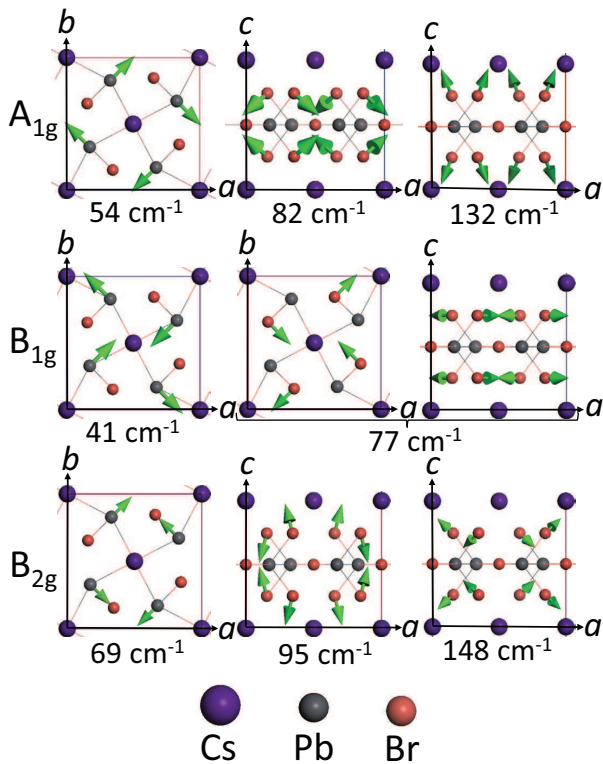 b c c
A1g
a a a
54 cm-1 82 cm-1 132 cm-1
b b c
B1g
a a a
41 cm-1 77 cm-1
b c c
B2g
a a a
69 cm-1 95 cm-1 148 cm-1
Cs Pb Br